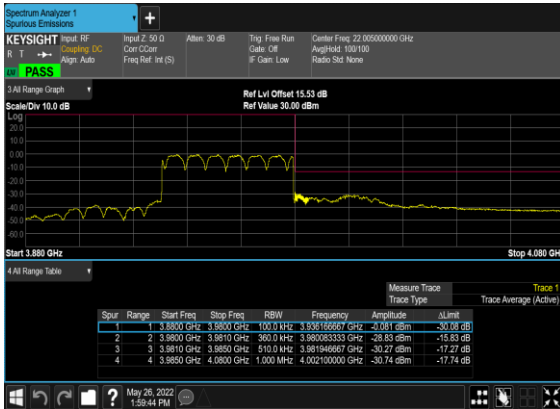 Spectrum Analyzer 1
Spurious Emissions
KEYSIGHT
R T
Input: RF
Coupling: DC
Align: Auto
Input Z: 50 Ω
Corr CCorr
Freq Ref: Int (S)
Atten: 30 dB
Trig: Free Run
Gate: Off
IF Gain: Low
Center Freq: 22.005000000 GHz
Avg|Hold: 100/100
Radio Std: None
PASS
3 All Range Graph
Scale/Div 10.0 dB
Ref Lvl Offset 15.53 dB
Ref Value 30.00 dBm
Log
20.0
10.0
0.00
-10.0
-20.0
-30.0
-40.0
-50.0
-60.0
Start 3.880 GHz
Stop 4.080 GH
4 All Range Table
Measure Trace Trace 1
Trace Type Trace Average (Active)
Spur Range Start Freq Stop Freq RBW Frequency Amplitude ΔLimit
1 1 3.8800 GHz 3.9800 GHz 100.0 kHz 3.936166667 GHz -0.081 dBm -30.08 dB
2 2 3.9800 GHz 3.9810 GHz 360.0 kHz 3.980083333 GHz -28.83 dBm -15.83 dB
3 3 3.9810 GHz 3.9850 GHz 510.0 kHz 3.981946667 GHz -30.27 dBm -17.27 dB
4 4 3.9850 GHz 4.0800 GHz 1.000 MHz 4.002100000 GHz -30.74 dBm -17.74 dB
May 26, 2022
1:59:44 PM